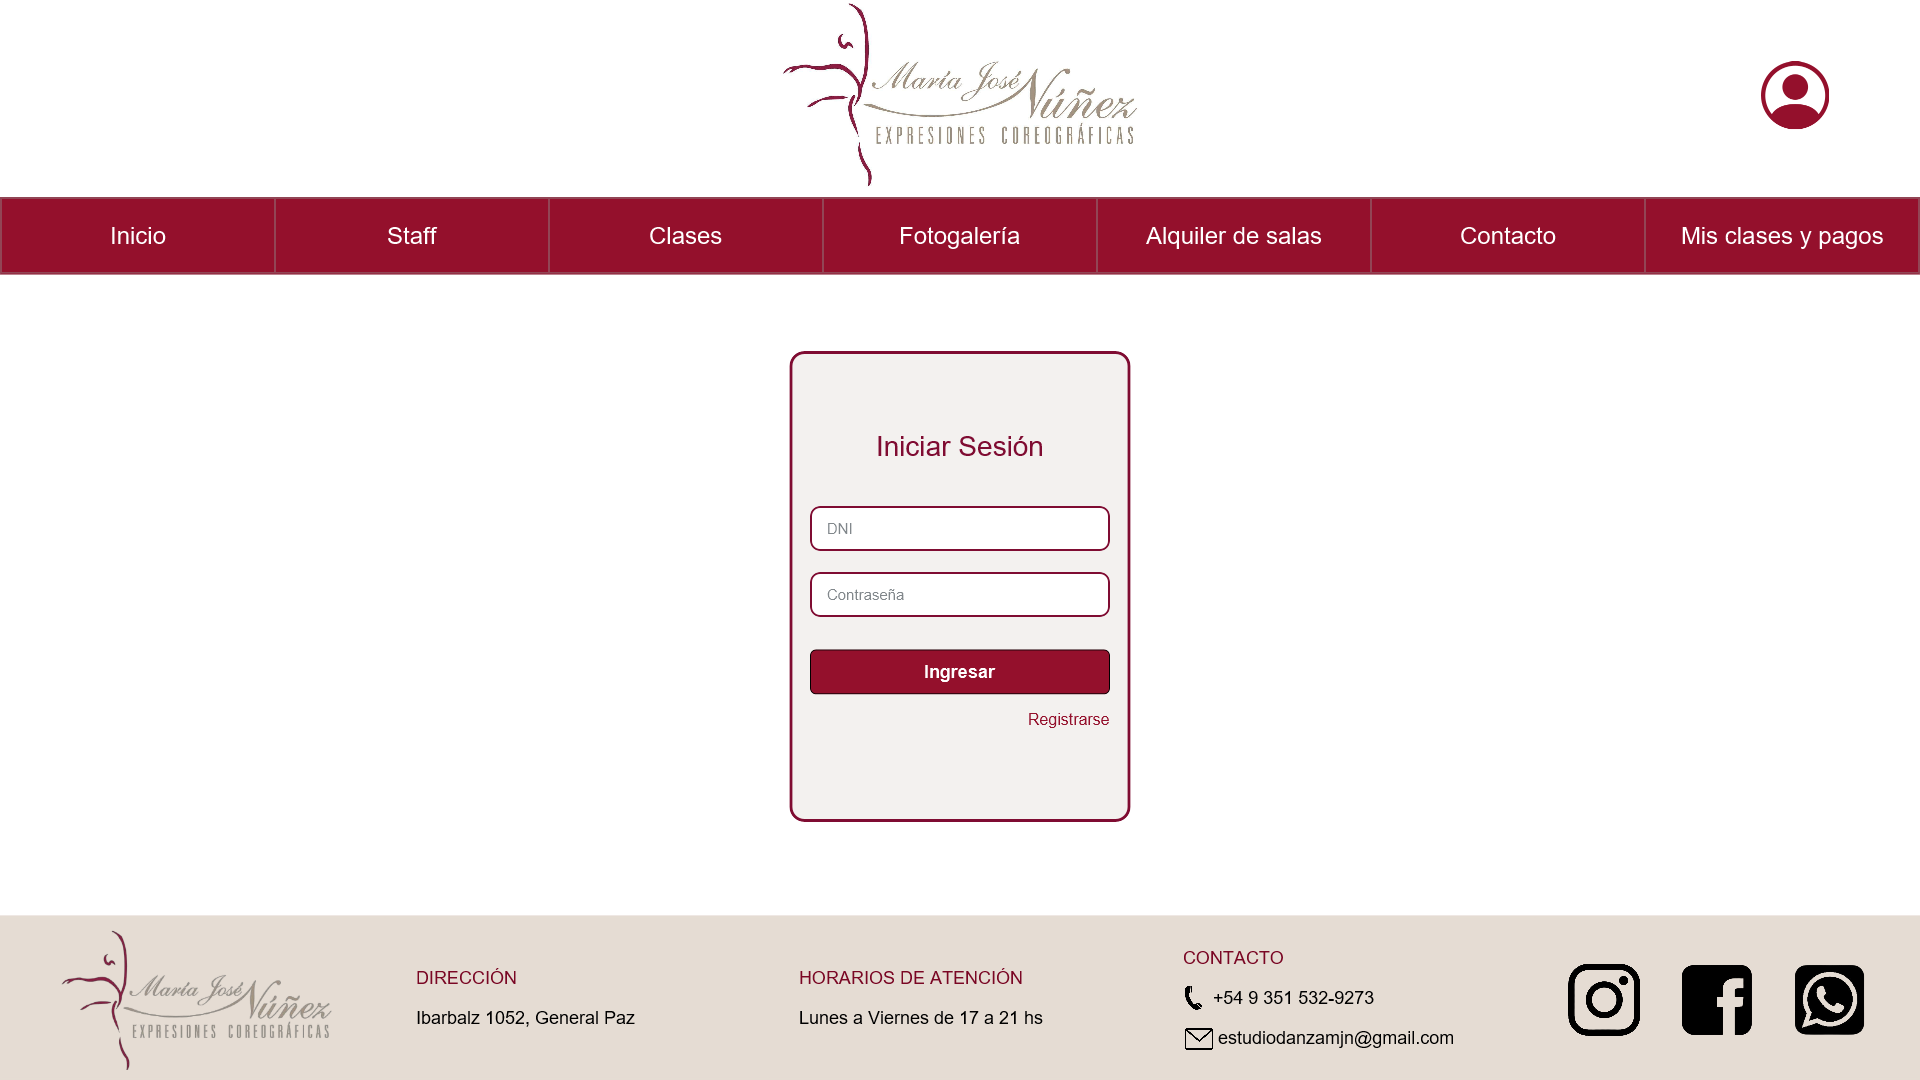 María José Núñez
EXPRESIONES COREOGRÁFICAS
Inicio
Staff
Clases
Fotogalería
Alquiler de salas
Contacto
Mis clases y pagos
Iniciar Sesión
DNI
Contraseña
Ingresar
Registrarse
María José Núñez
EXPRESIONES COREOGRÁFICAS
DIRECCIÓN
Ibarbalz 1052, General Paz
HORARIOS DE ATENCIÓN
Lunes a Viernes de 17 a 21 hs
CONTACTO
+54 9 351 532-9273
estudiodanzamjn@gmail.com